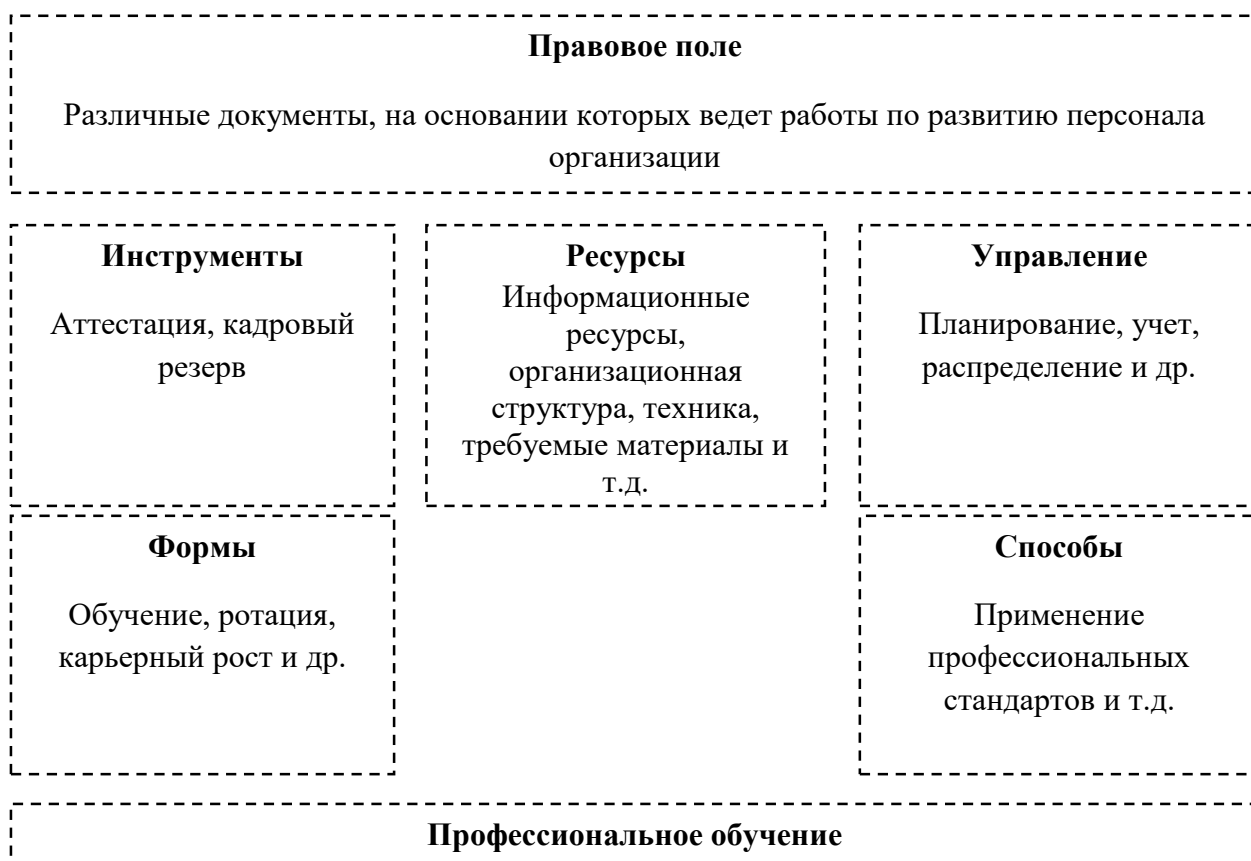 Правовое поле
Различные документы, на основании которых ведет работы по развитию персонала
организации
Инструменты
Аттестация, кадровый
резерв
Ресурсы
Информационные
ресурсы,
организационная
структура, техника,
требуемые материалы и
т.д.
Управление
Планирование, учет,
распределение и др.
Формы
Обучение, ротация,
карьерный рост и др.
Способы
Применение
профессиональных
стандартов и т.д.
Профессиональное обучение